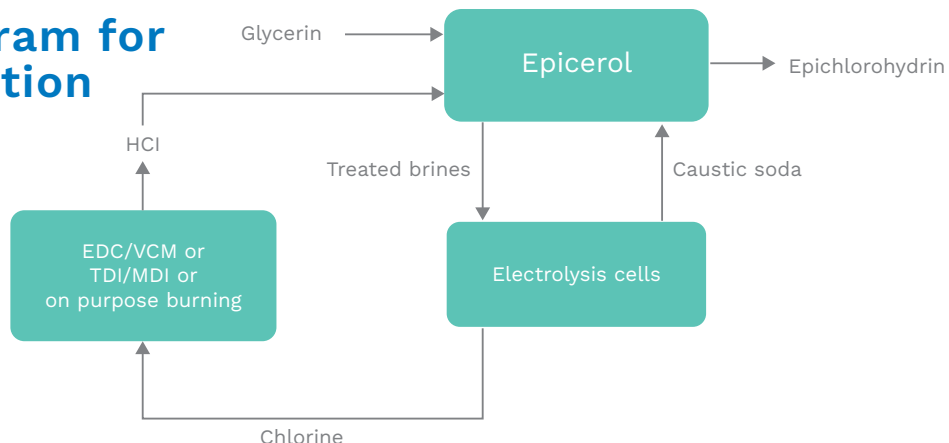 ram for
tion
Glycerin
Epicerol
Epichlorohydrin
HCI
Treated brines
Caustic soda
EDC/VCM or
TDI/MDI or
on purpose burning
Electrolysis cells
Chlorine